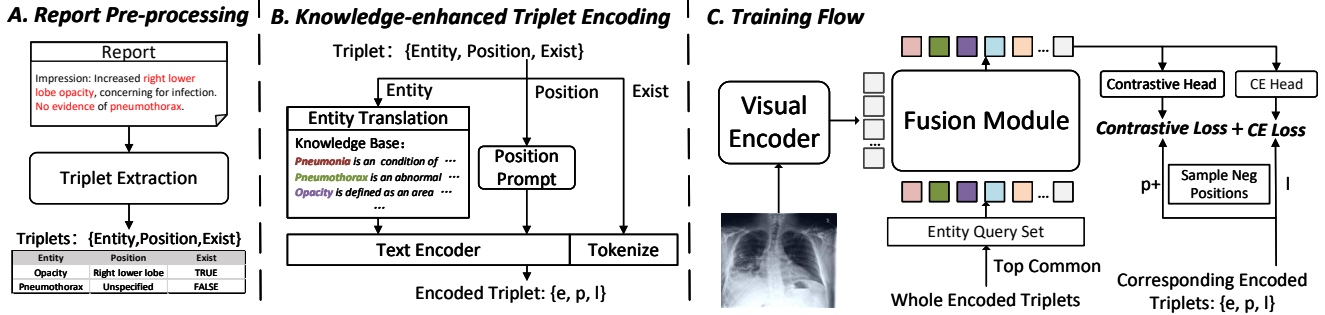 A. Report Pre-processing
Report
Impression: Increased right lower
lobe opacity, concerning for infection.
No evidence of pneumothorax.
Triplet Extraction
Triplets: {Entity,Position,Exist}
Entity Position Exist
Opacity Right lower lobe TRUE
Pneumothorax Unspecified FALSE
B. Knowledge-enhanced Triplet Encoding
Triplet: {Entity, Position, Exist}
Entity
Position
Exist
Entity Translation
Knowledge Base:
Pneumonia is an condition of ...
Pneumothorax is an abnormal ...
Opacity is defined as an area ...
...
Position
Prompt
Text Encoder
Tokenize
Encoded Triplet: {e, p, l}
C. Training Flow
Visual
Encoder
...
...
Fusion Module
...
Entity Query Set
Top Common
Whole Encoded Triplets
Contrastive Head
CE Head
Contrastive Loss + CE Loss
p+
Sample Neg
Positions
l
Corresponding Encoded
Triplets: {e, p, l}